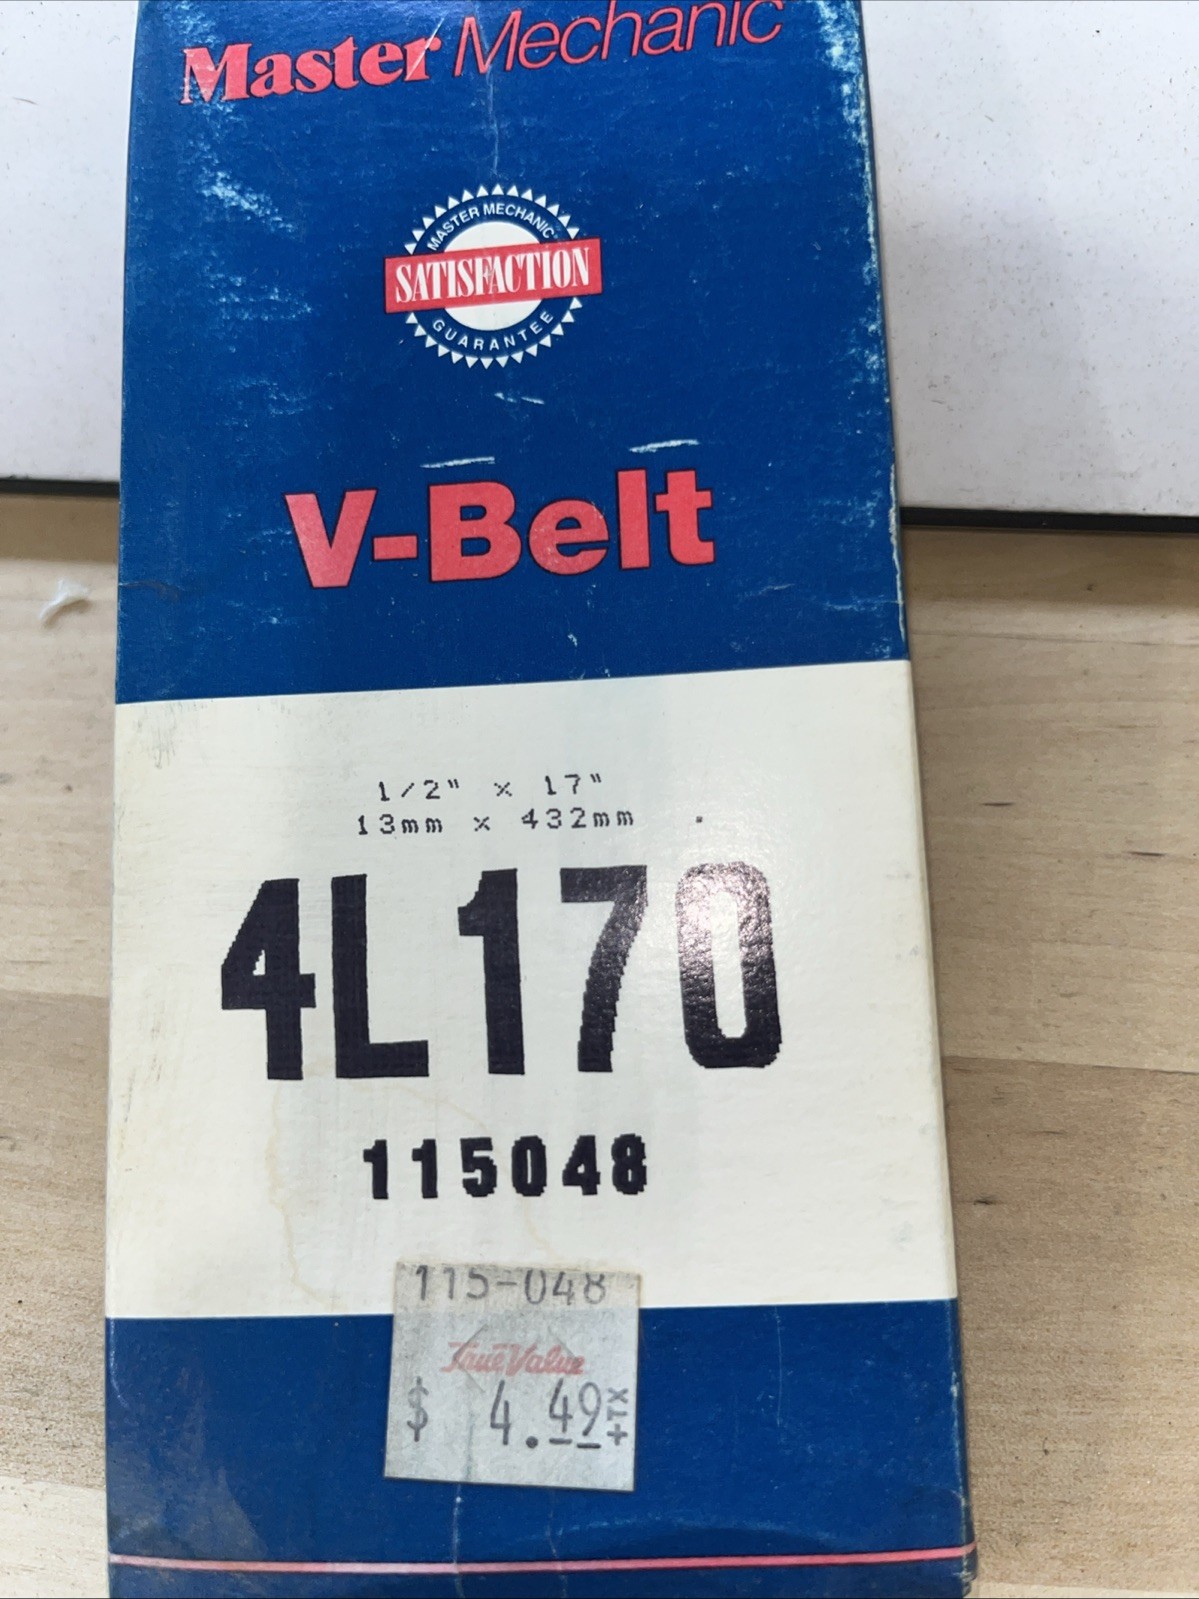 Master Mechanic
MASTER MECHANIC
SATISFACTION
GUARANTEE
V-Belt
1/2" x 17"
13mm x 432mm
4L170
115048
115-048
True Value
$ 4.49 +TX